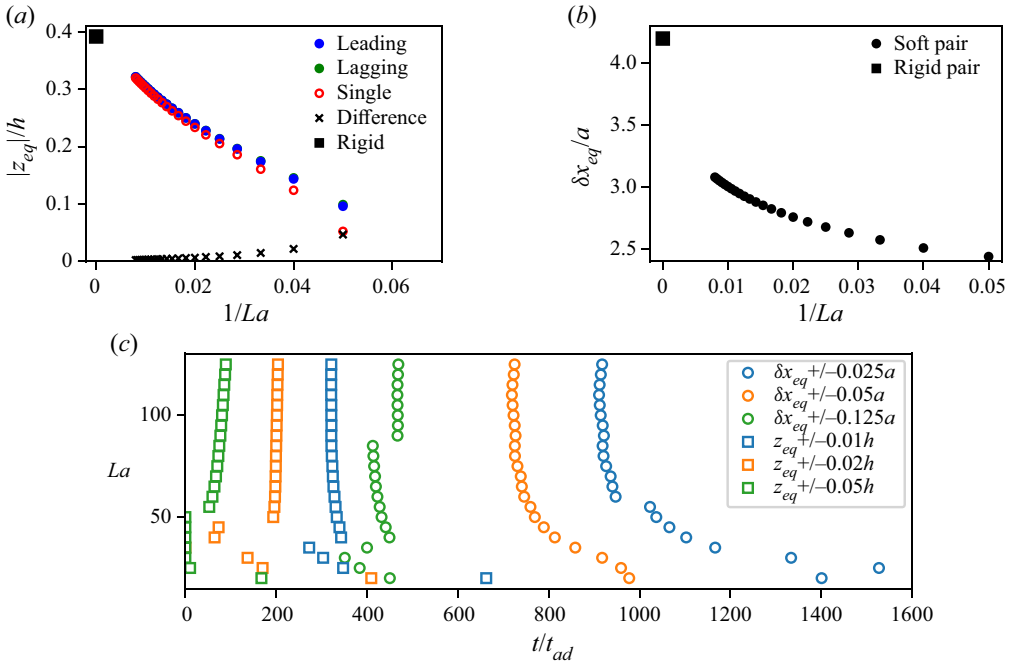 (a)
0.4
0.3
0.2
0.1
0
|z_eq|/h
Leading
Lagging
Single
Difference
Rigid
0 0.02 0.04 0.06
1/La
(b)
4.0
3.5
3.0
2.5
δx_eq/a
Soft pair
Rigid pair
0 0.01 0.02 0.03 0.04 0.05
1/La
(c)
100
50
La
δx_eq+/–0.025a
δx_eq+/–0.05a
δx_eq+/–0.125a
z_eq+/–0.01h
z_eq+/–0.02h
z_eq+/–0.05h
0 200 400 600 800 1000 1200 1400 1600
t/t_ad